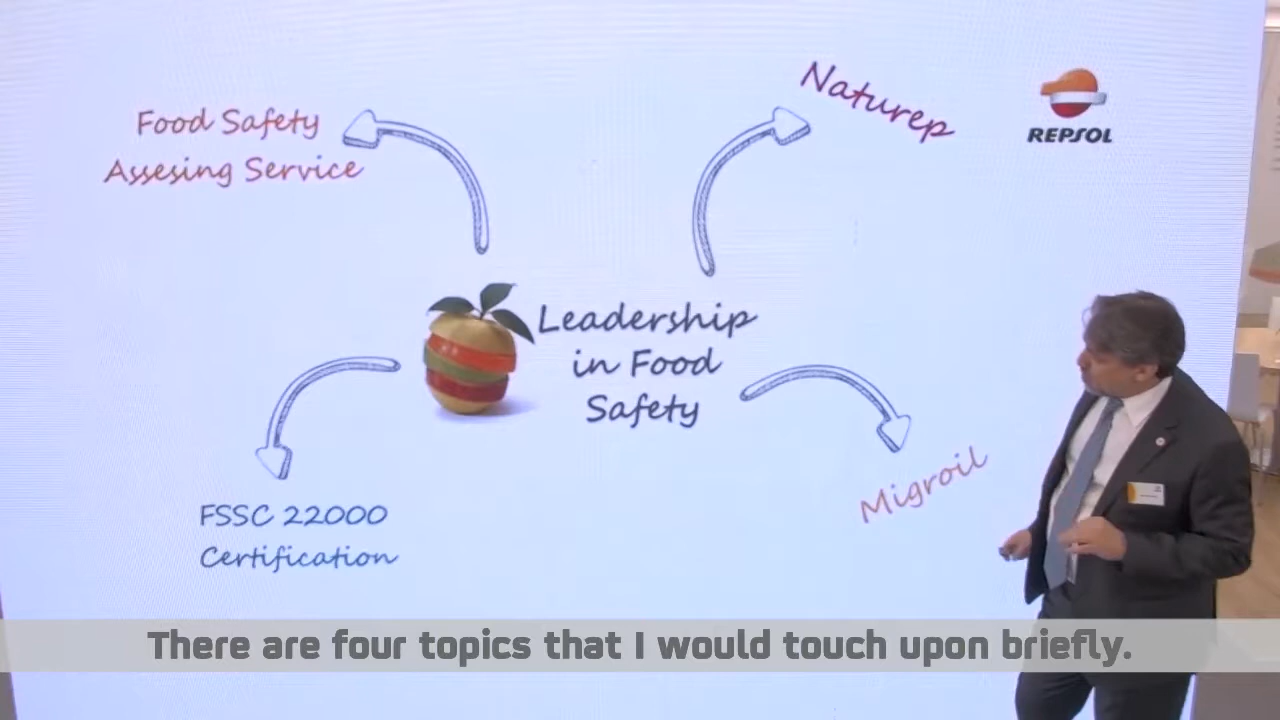 Food Safety
Assesing Service
Naturep
REPSOL
Leadership
in Food
Safety
Migroil
FSSC 22000
Certification
There are four topics that I would touch upon briefly.